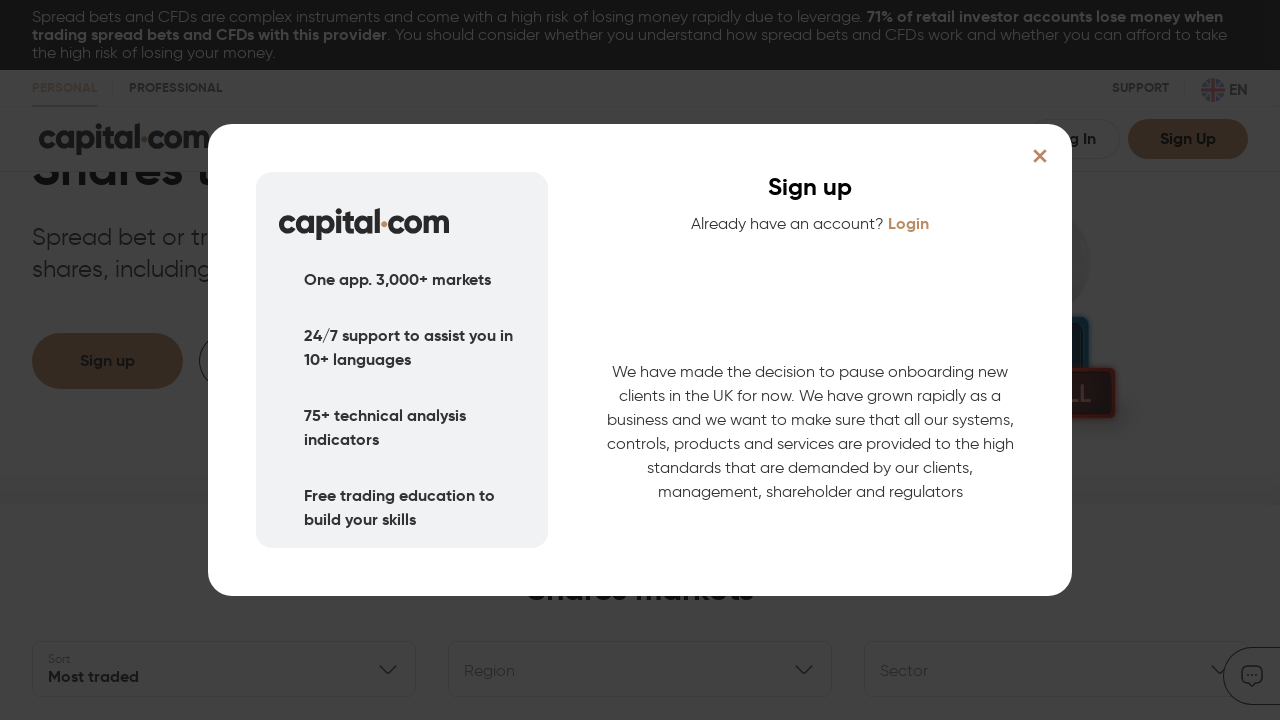 Spread bets and CFDs are complex instruments and come with a high risk of losing money rapidly due to leverage. 71% of retail investor accounts lose money when
trading spread bets and CFDs with this provider. You should consider whether you understand how spread bets and CFDs work and whether you can afford to take
the high risk of losing your money.
PERSONAL PROFESSIONAL SUPPORT EN
capital.com Log In Sign Up
Shares
Spread bet or
shares, including
Sign up
Sign up
Already have an account? Login
capital.com
One app. 3,000+ markets
24/7 support to assist you in
10+ languages
75+ technical analysis
indicators
Free trading education to
build your skills
We have made the decision to pause onboarding new
clients in the UK for now. We have grown rapidly as a
business and we want to make sure that all our systems,
controls, products and services are provided to the high
standards that are demanded by our clients,
management, shareholder and regulators
Shares markets
Sort
Most traded
Region
Sector